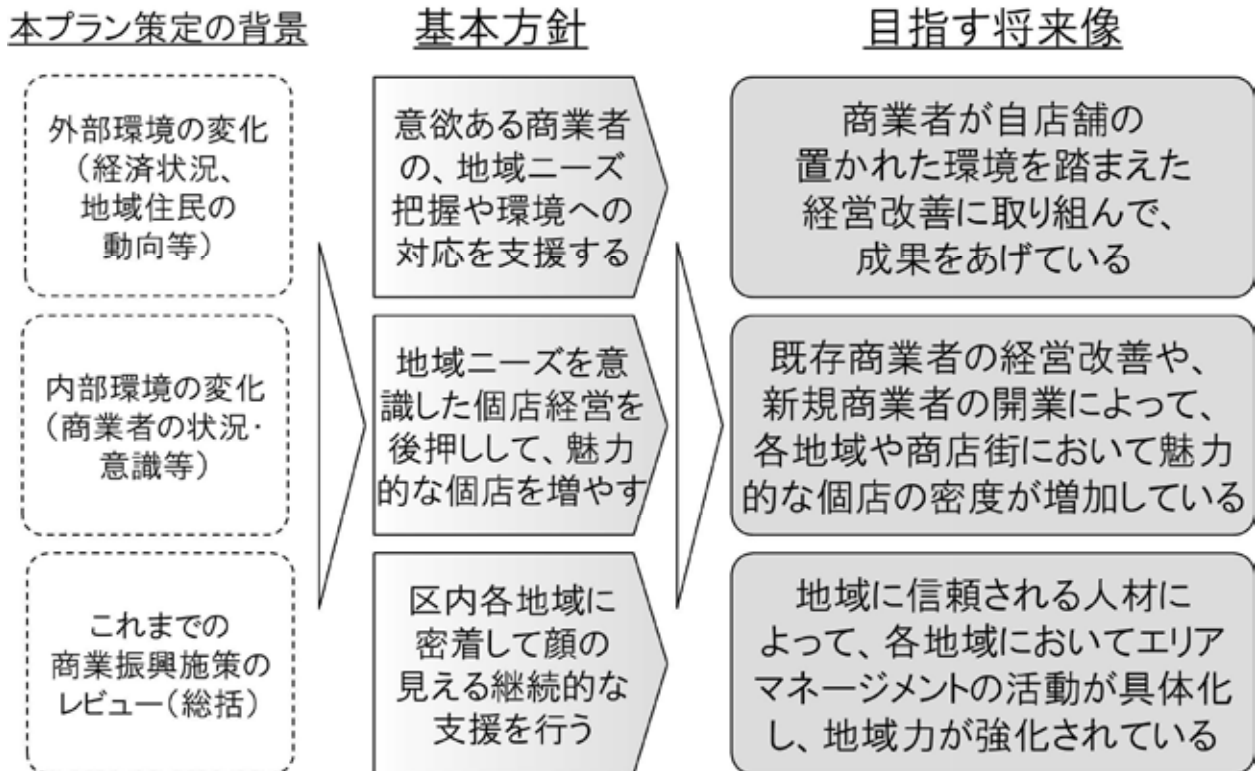 本プラン策定の背景
外部環境の変化
（経済状況、
地域住民の
動向等）
内部環境の変化
（商業者の状況・
意識等）
これまでの
商業振興施策の
レビュー（総括）
基本方針
意欲ある商業者
の、地域ニーズ
把握や環境への
対応を支援する
地域ニーズを意
識した個店経営を
後押しして、魅力
的な個店を増やす
区内各地域に
密着して顔の
見える継続的な
支援を行う
目指す将来像
商業者が自店舗の
置かれた環境を踏まえた
経営改善に取り組んで、
成果をあげている
既存商業者の経営改善や、
新規商業者の開業によって、
各地域や商店街において魅力
的な個店の密度が増加している
地域に信頼される人材に
よって、各地域においてエリア
マネージメントの活動が具体化
し、地域力が強化されている